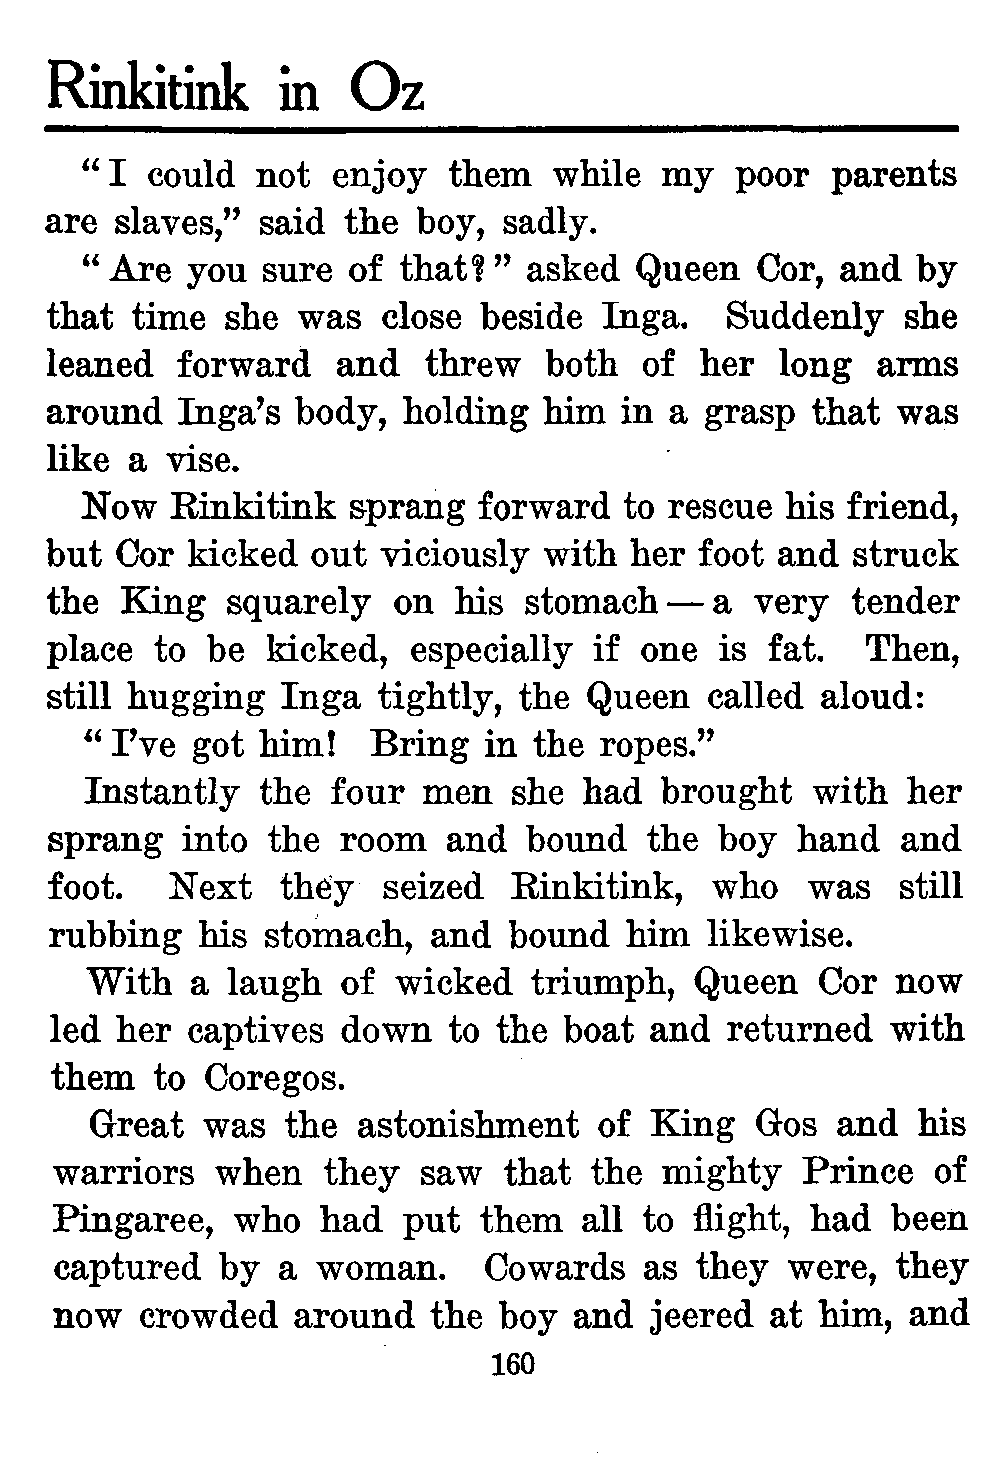 Rinkitink in Oz
“I could not enjoy them while my poor parents
are slaves,” said the boy, sadly.
“Are you sure of that?” asked Queen Cor, and by
that time she was close beside Inga. Suddenly she
leaned forward and threw both of her long arms
around Inga’s body, holding him in a grasp that was
like a vise.
Now Rinkitink sprang forward to rescue his friend,
but Cor kicked out viciously with her foot and struck
the King squarely on his stomach — a very tender
place to be kicked, especially if one is fat. Then,
still hugging Inga tightly, the Queen called aloud:
“I’ve got him! Bring in the ropes.”
Instantly the four men she had brought with her
sprang into the room and bound the boy hand and
foot. Next they seized Rinkitink, who was still
rubbing his stomach, and bound him likewise.
With a laugh of wicked triumph, Queen Cor now
led her captives down to the boat and returned with
them to Coregos.
Great was the astonishment of King Gos and his
warriors when they saw that the mighty Prince of
Pingaree, who had put them all to flight, had been
captured by a woman. Cowards as they were, they
now crowded around the boy and jeered at him, and
160